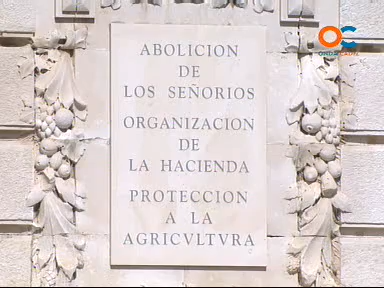 ABOLICION
DE
LOS SEÑORIOS
ORGANIZACION
DE
LA HACIENDA
PROTECCION
A LA
AGRICVLTVRA